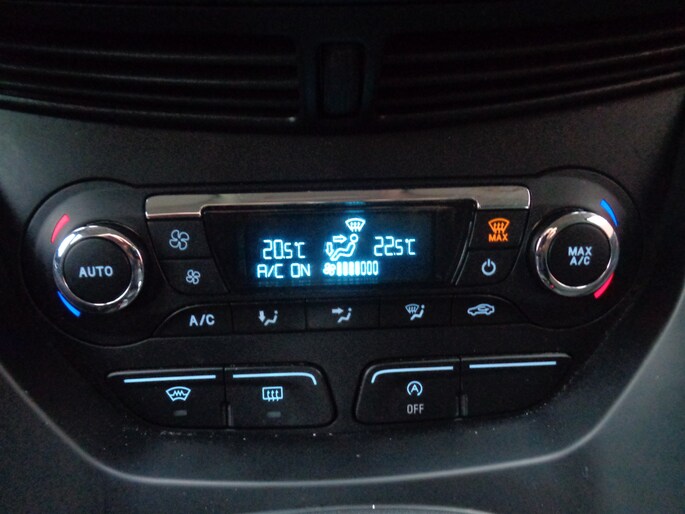 MAX
20.5°C 22.5°C
A/C ON
AUTO
MAX
A/C
A/C
OFF